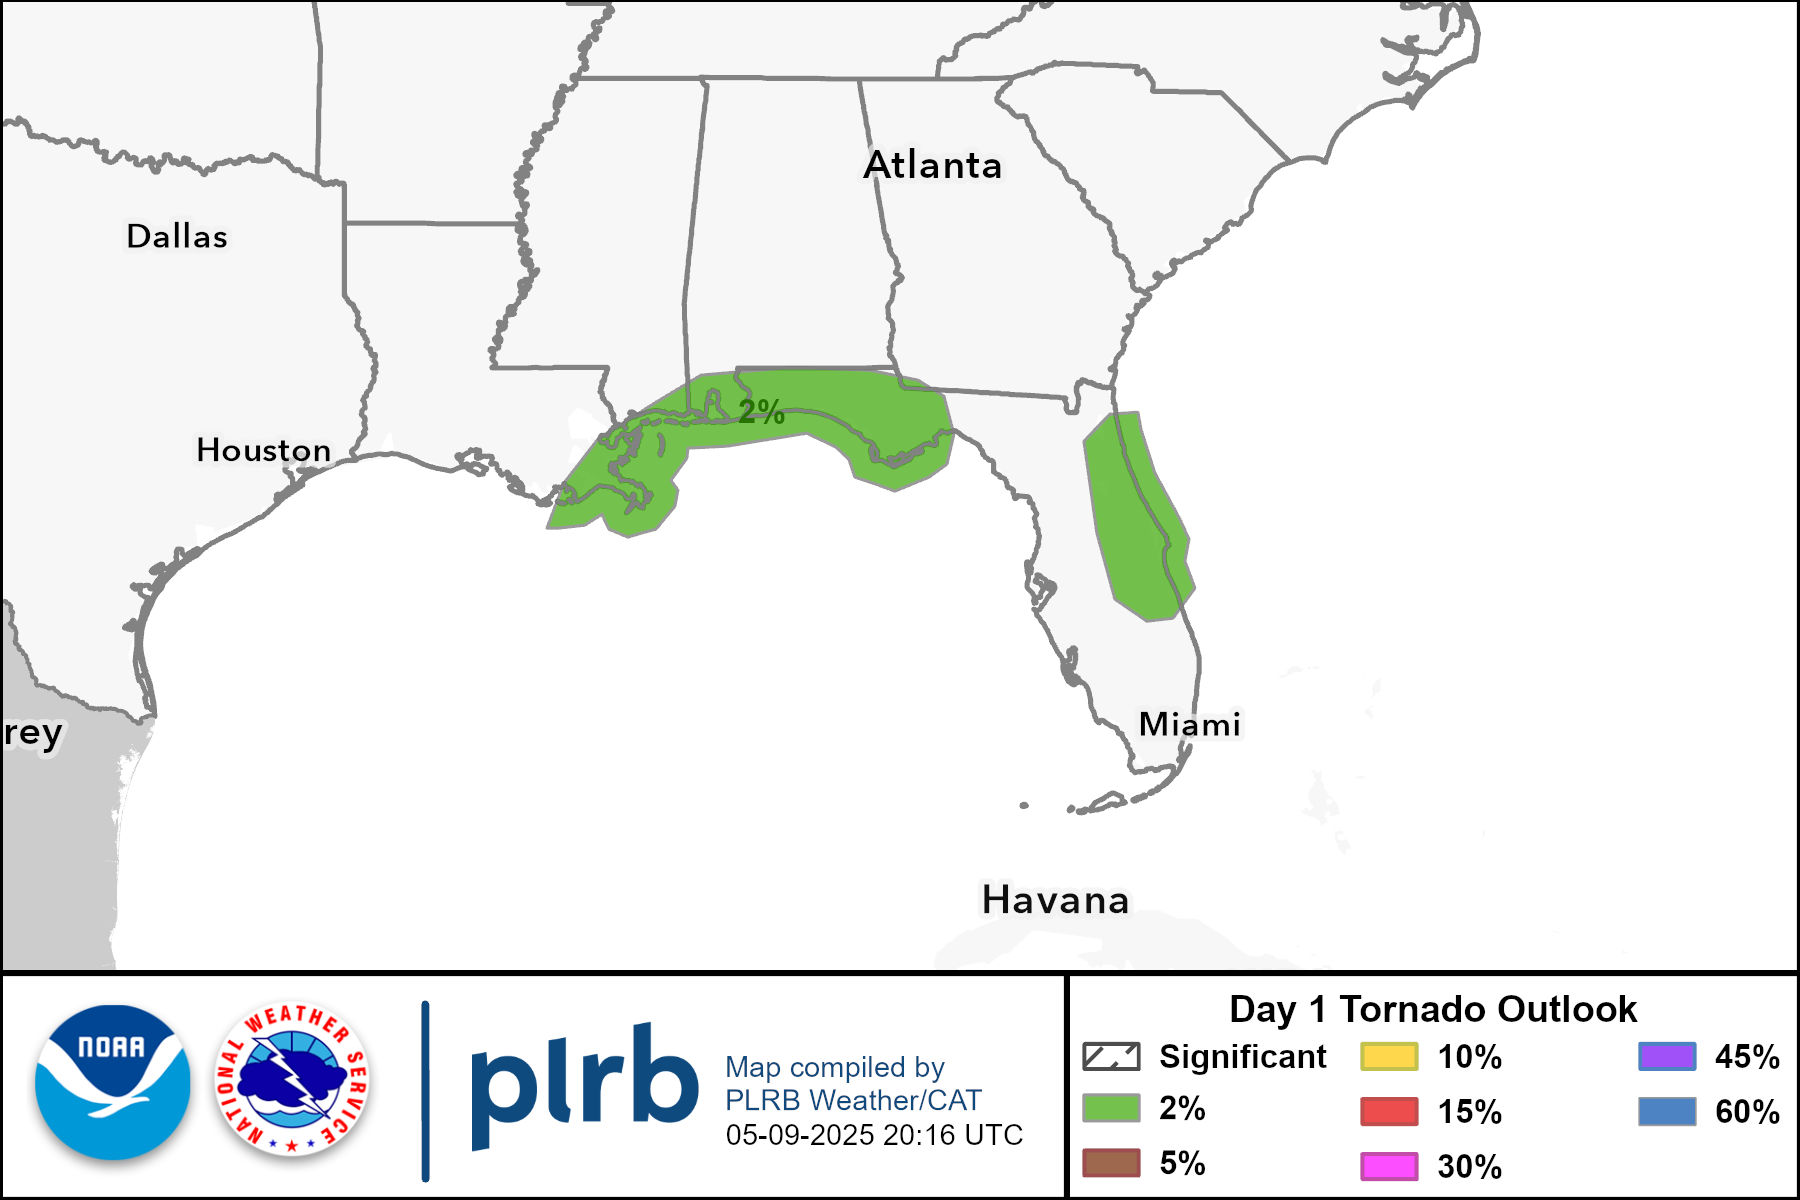 Atlanta
Dallas
2%
Houston
Miami
rey
Havana
NOAA
NATIONAL WEATHER SERVICE
plrb
Map compiled by
PLRB Weather/CAT
05-09-2025 20:16 UTC
Day 1 Tornado Outlook
Significant
2%
5%
10%
15%
30%
45%
60%